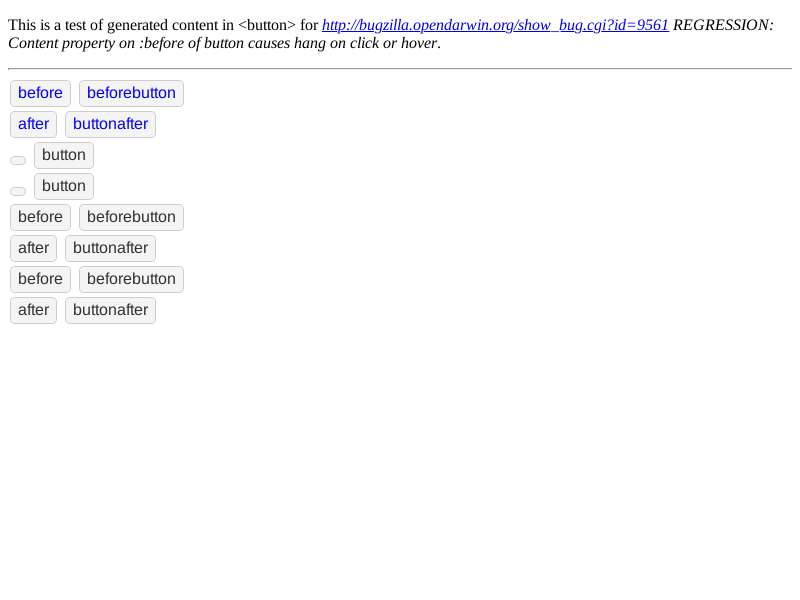 This is a test of generated content in <button> for http://bugzilla.opendarwin.org/show_bug.cgi?id=9561 REGRESSION:
Content property on :before of button causes hang on click or hover.
before beforebutton
after buttonafter
button
button
before beforebutton
after buttonafter
before beforebutton
after buttonafter